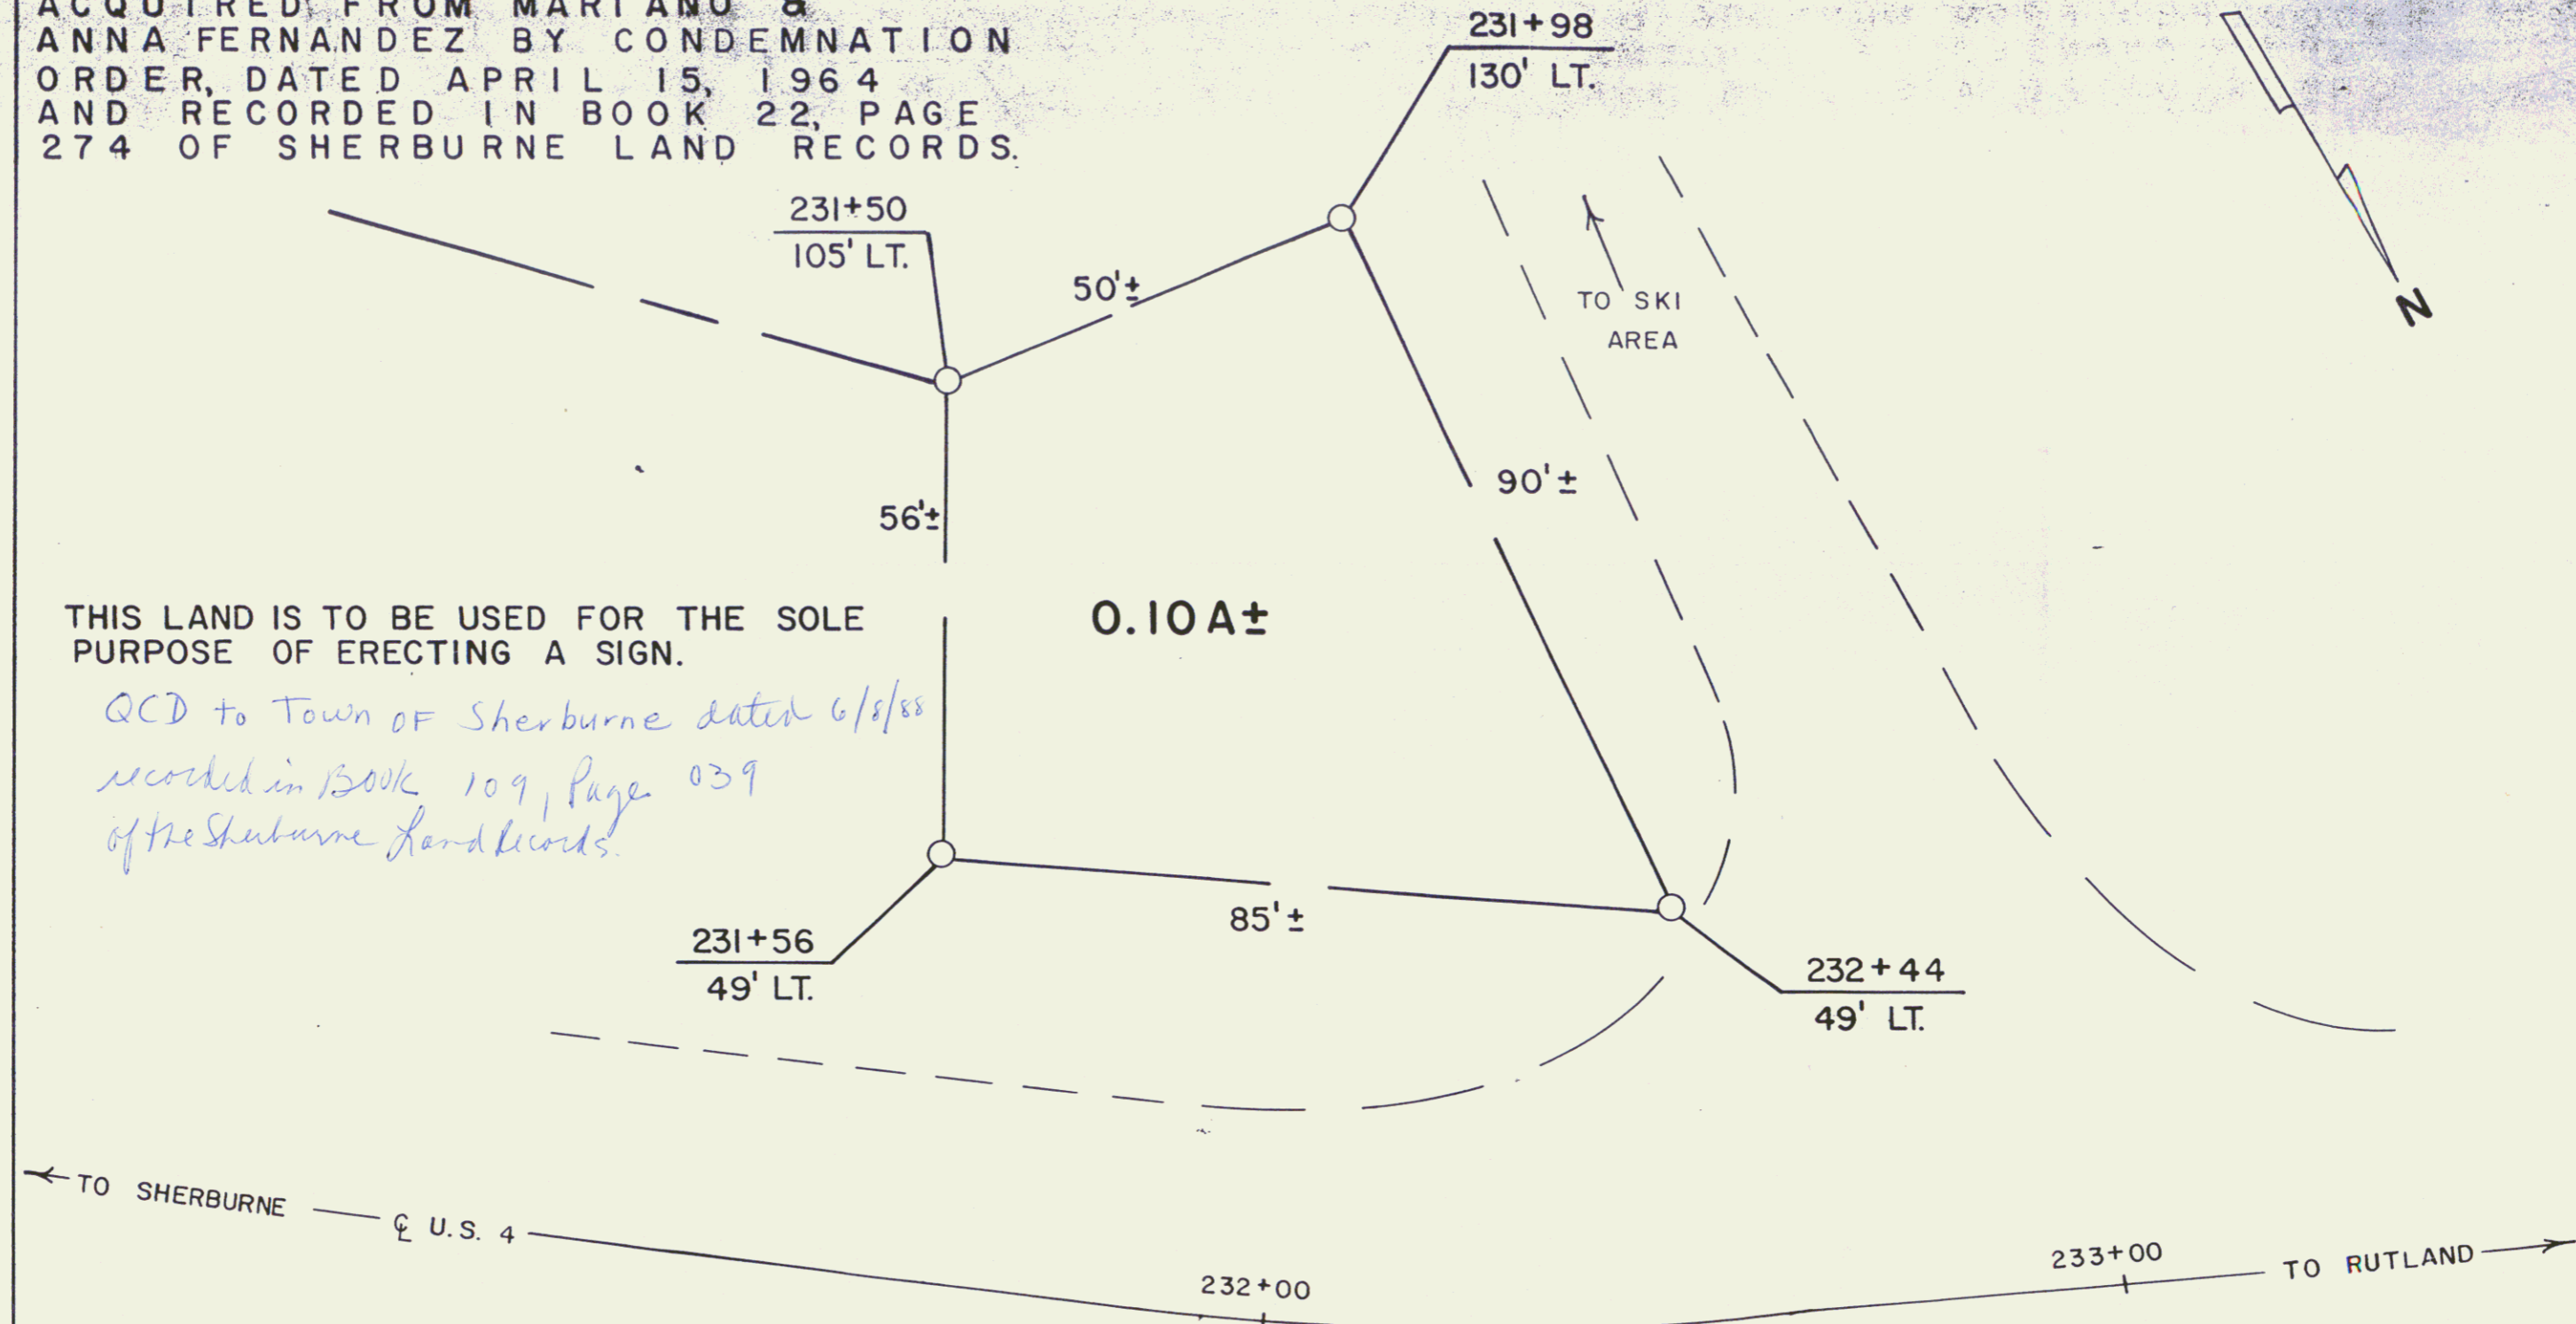 ACQUIRED FROM MARIANO &
ANNA FERNANDEZ BY CONDEMNATION
ORDER, DATED APRIL 15, 1964
AND RECORDED IN BOOK 22, PAGE
274 OF SHERBURNE LAND RECORDS.
231+98
130' LT.
231+50
105' LT.
50'±
TO SKI
AREA
N
90'±
56'±
THIS LAND IS TO BE USED FOR THE SOLE
PURPOSE OF ERECTING A SIGN.
0.10A±
QCD to Town OF Sherburne dated 6/8/88
recorded in Book 109, Page 039
of the Sherburne Land Records.
85'±
231+56
49' LT.
232+44
49' LT.
TO SHERBURNE
℄ U.S. 4
232+00
233+00
TO RUTLAND